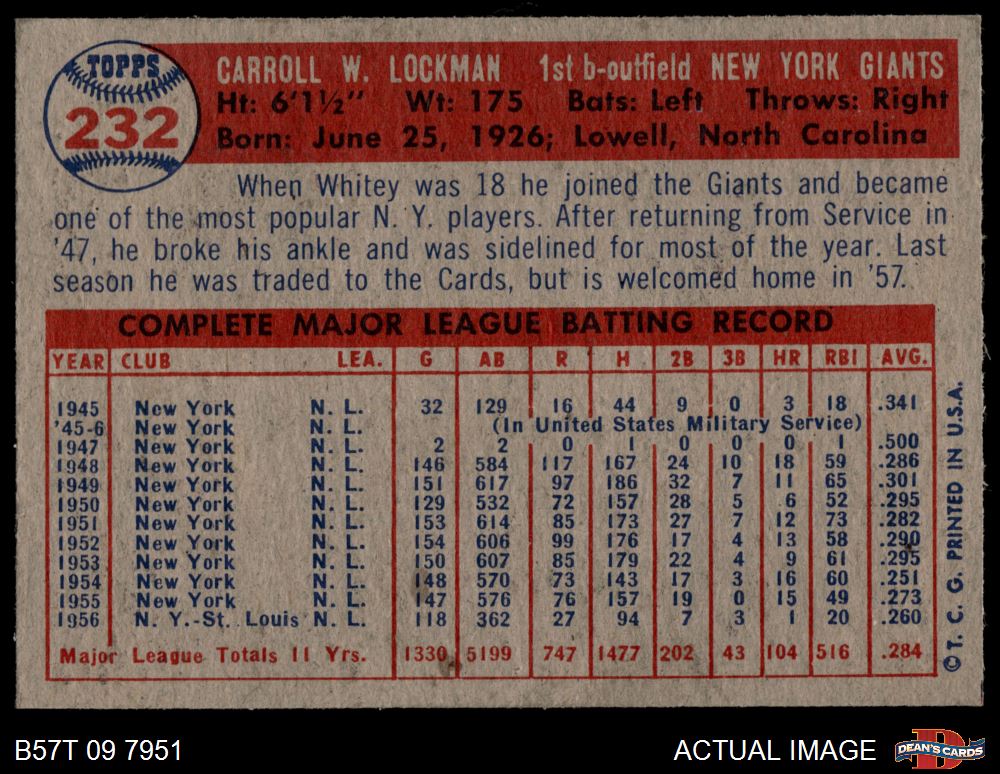 TOPPS
232
CARROLL W. LOCKMAN 1st b-outfield NEW YORK GIANTS
Ht: 6'1½" Wt: 175 Bats: Left Throws: Right
Born: June 25, 1926; Lowell, North Carolina
When Whitey was 18 he joined the Giants and became
one of the most popular N. Y. players. After returning from Service in
'47, he broke his ankle and was sidelined for most of the year. Last
season he was traded to the Cards, but is welcomed home in '57.
COMPLETE MAJOR LEAGUE BATTING RECORD
YEAR CLUB LEA. G AB R H 2B 3B HR RBI AVG.
1945 New York N. L. 32 129 16 44 9 0 3 18 .341
'45-6 New York N. L. (In United States Military Service)
1947 New York N. L. 2 2 0 1 0 0 0 1 .500
1948 New York N. L. 146 584 117 167 24 10 18 59 .286
1949 New York N. L. 151 617 97 186 32 7 11 65 .301
1950 New York N. L. 129 532 72 157 28 5 6 52 .295
1951 New York N. L. 153 614 85 173 27 7 12 73 .282
1952 New York N. L. 154 606 99 176 17 4 13 58 .290
1953 New York N. L. 150 607 85 179 22 4 9 61 .295
1954 New York N. L. 148 570 73 143 17 3 16 60 .251
1955 New York N. L. 147 576 76 157 19 0 15 49 .273
1956 N. Y.-St. Louis N. L. 118 362 27 94 7 3 1 20 .260
Major League Totals 11 Yrs. 1330 5199 747 1477 202 43 104 516 .284
© T. C. G. PRINTED IN U.S.A.
B57T 09 7951
ACTUAL IMAGE
DEAN'S CARDS